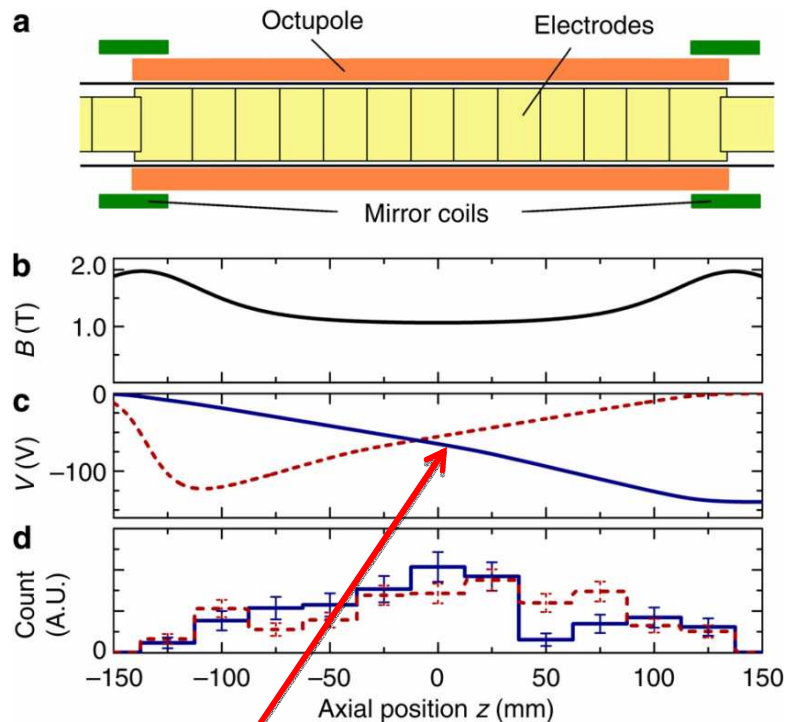 a
Octupole
Electrodes
Mirror coils
b
2.0
1.0
B (T)
c
0
−100
V (V)
d
Count
(A.U.)
0
−150 −100 −50 0 50 100 150
Axial position z (mm)